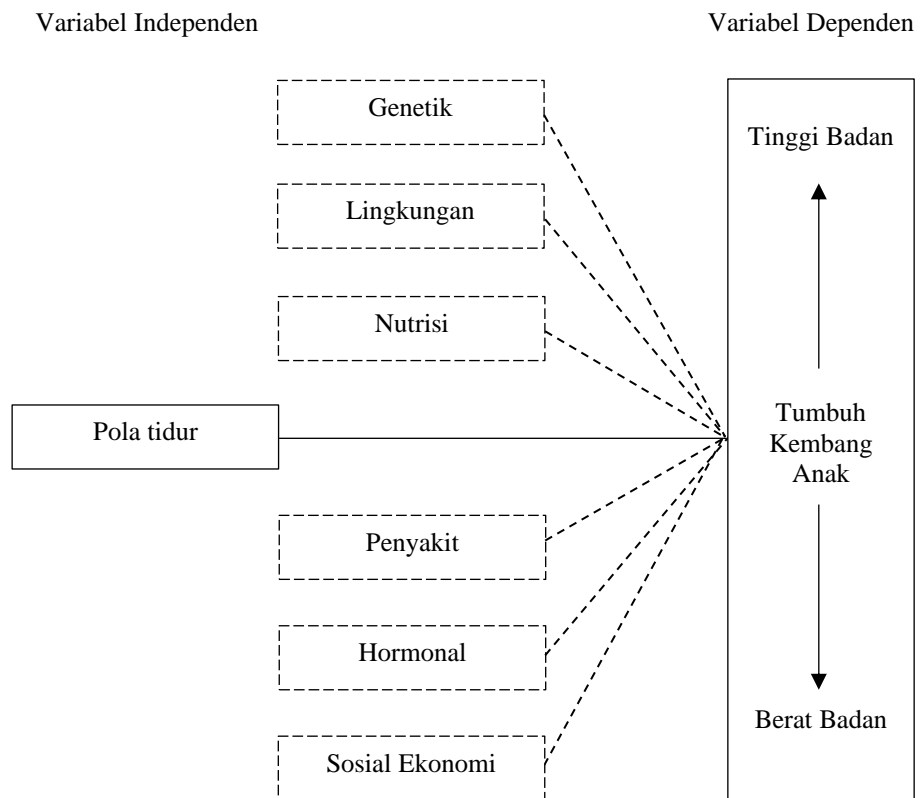 Variabel Independen
Variabel Dependen
Genetik
Tinggi Badan
Lingkungan
Nutrisi
Pola tidur
Tumbuh
Kembang
Anak
Penyakit
Hormonal
Berat Badan
Sosial Ekonomi